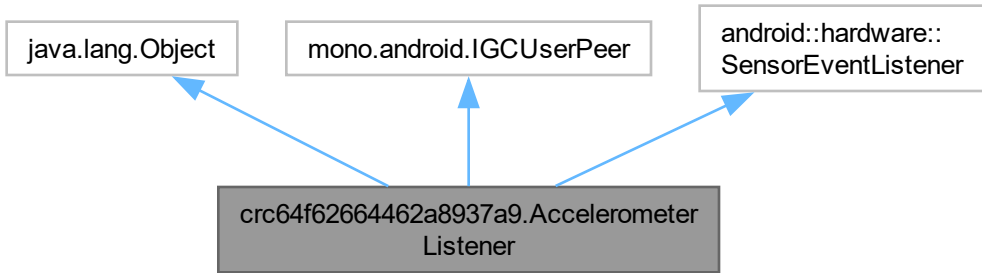 java.lang.Object
mono.android.IGCUserPeer
android::hardware::
SensorEventListener
crc64f62664462a8937a9.Accelerometer
Listener